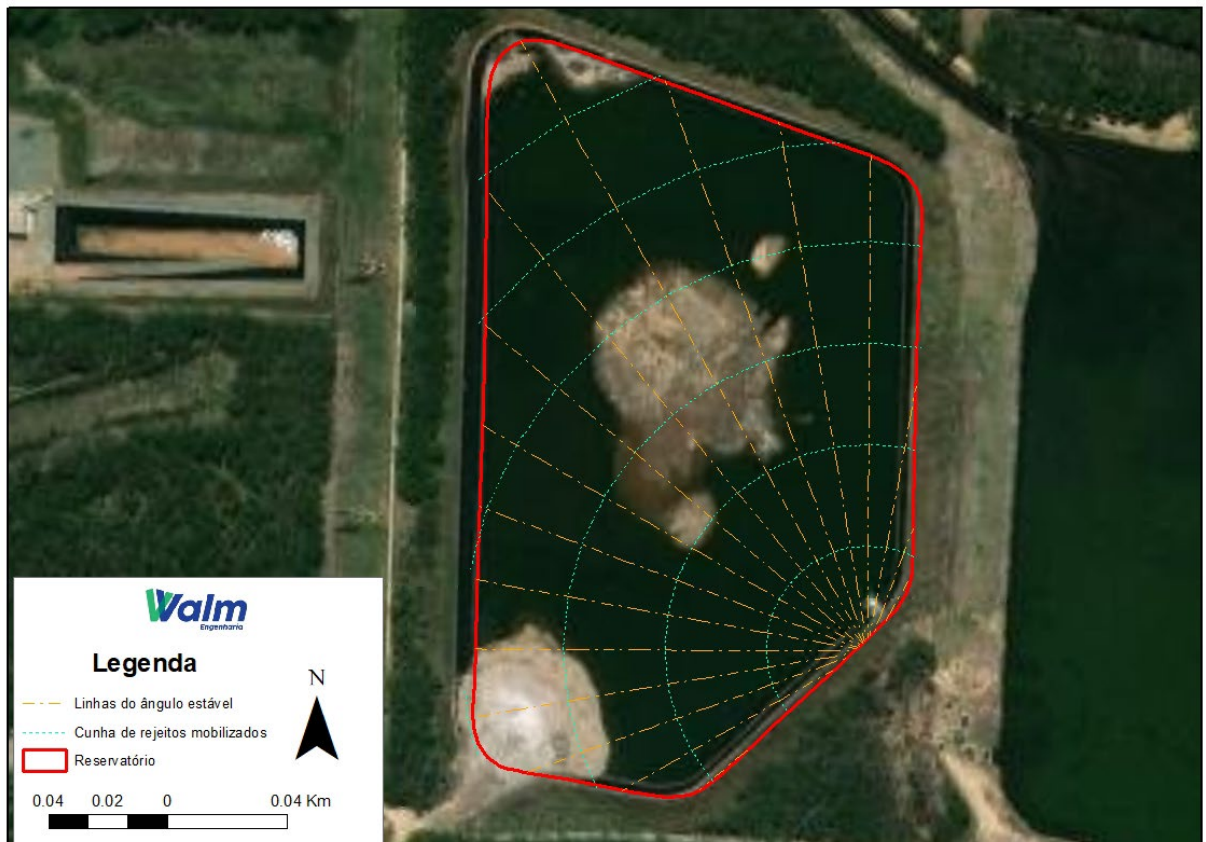 Walm
Engenharia
Legenda
N
Linhas do ângulo estável
Cunha de rejeitos mobilizados
Reservatório
0.04 0.02 0 0.04 Km